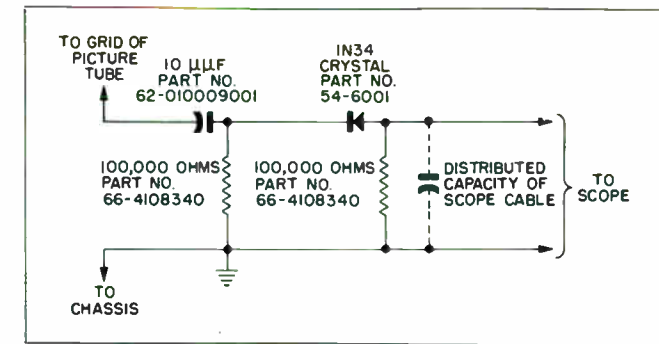 TO GRID OF
PICTURE
TUBE
10 μμF
PART NO.
62-010009001
IN34
CRYSTAL
PART NO.
54-6001
100,000 OHMS
PART NO.
66-4108340
100,000 OHMS
PART NO.
66-4108340
DISTRIBUTED
CAPACITY OF
SCOPE CABLE
TO
SCOPE
TO
CHASSIS